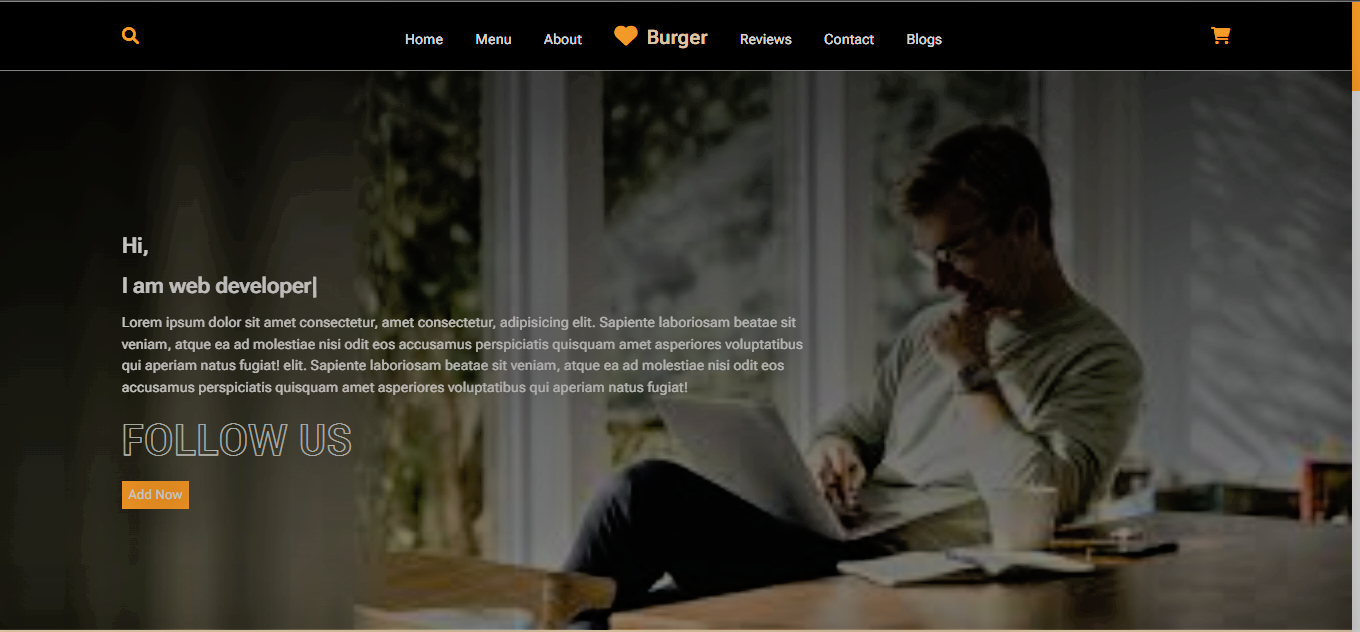 Home Menu About Burger Reviews Contact Blogs
Hi,
I am web developer|
Lorem ipsum dolor sit amet consectetur, amet consectetur, adipisicing elit. Sapiente laboriosam beatae sit
veniam, atque ea ad molestiae nisi odit eos accusamus perspiciatis quisquam amet asperiores voluptatibus
qui aperiam natus fugiat! elit. Sapiente laboriosam beatae sit veniam, atque ea ad molestiae nisi odit eos
accusamus perspiciatis quisquam amet asperiores voluptatibus qui aperiam natus fugiat!
FOLLOW US
Add Now